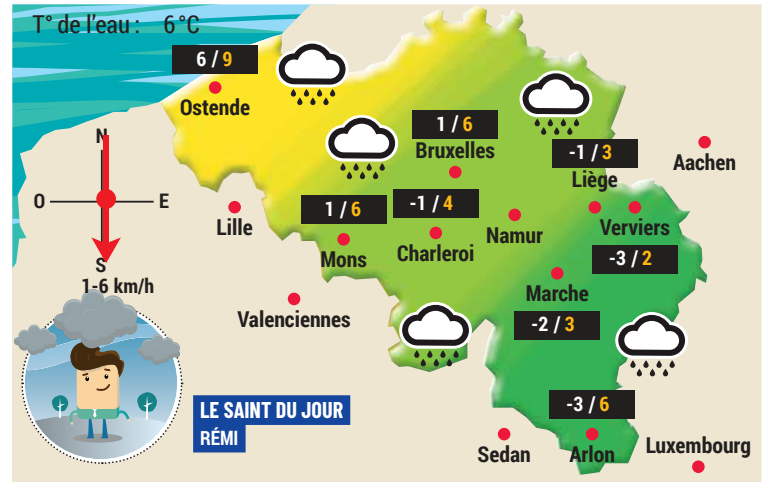 T° de l'eau : 6 °C
6 / 9
Ostende
1 / 6
Bruxelles
-1 / 3
Liège
Aachen
N
O
E
S
1-6 km/h
Lille
1 / 6
Mons
-1 / 4
Charleroi
Namur
Verviers
-3 / 2
Marche
-2 / 3
Valenciennes
-3 / 6
Sedan
Arlon
Luxembourg
LE SAINT DU JOUR
RÉMI